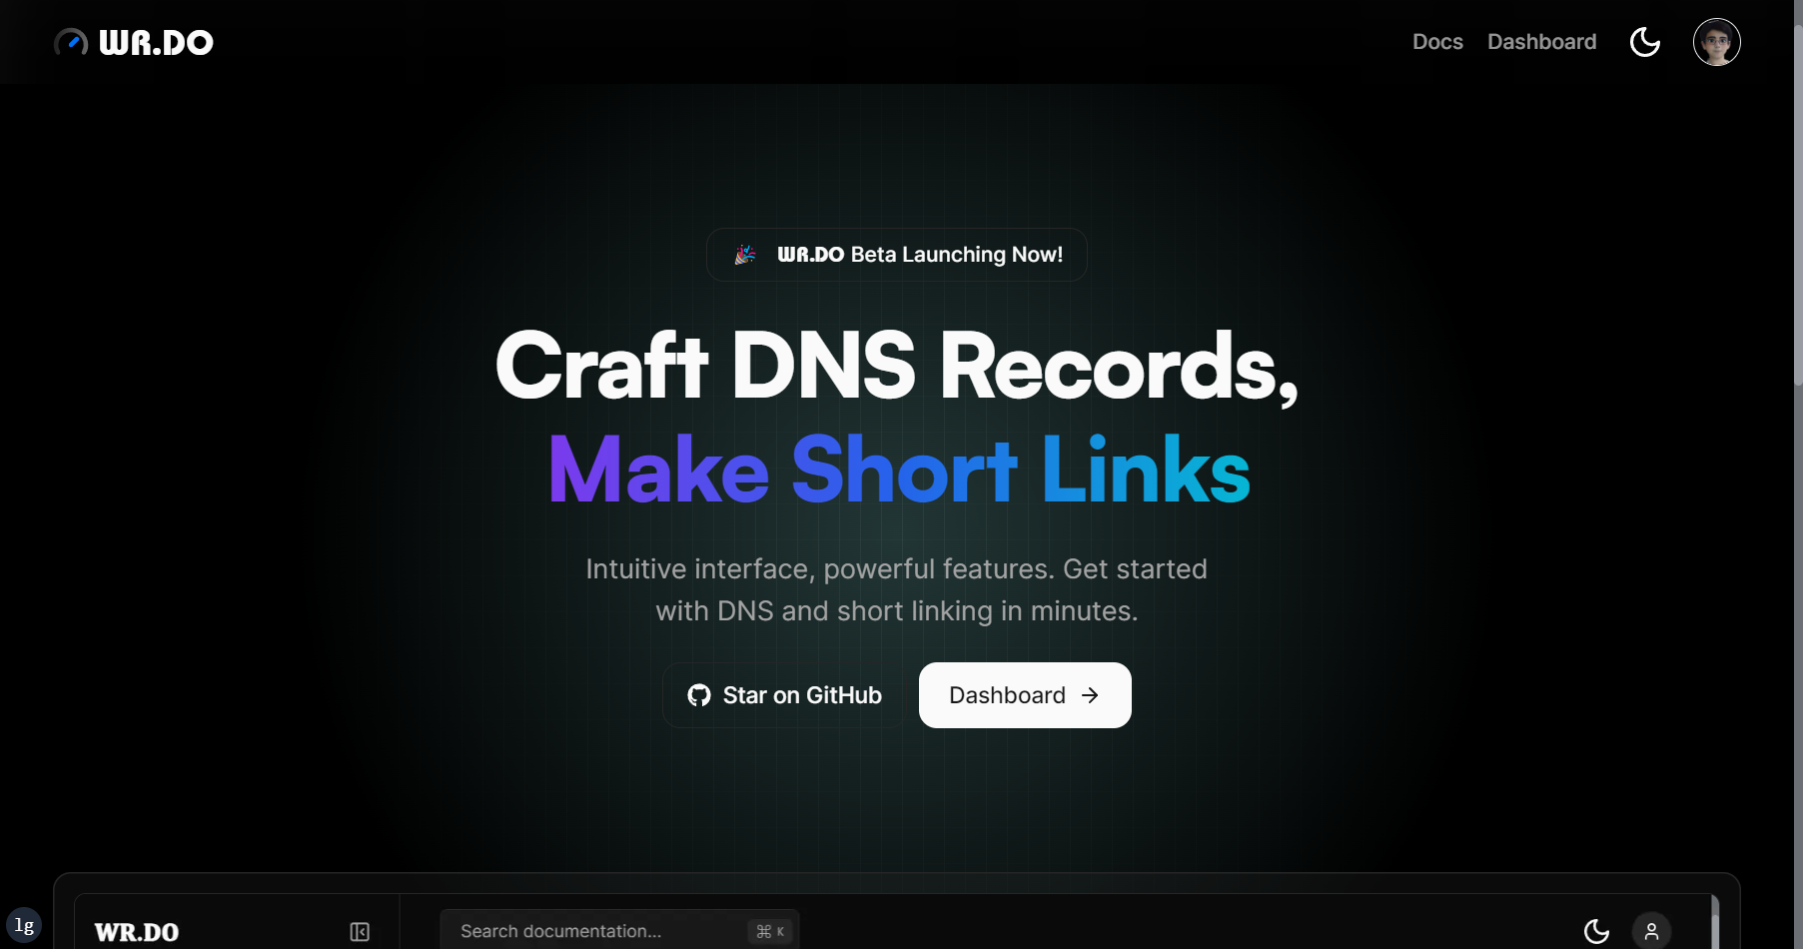 WR.DO
Docs
Dashboard
WR.DO Beta Launching Now!
Craft DNS Records,
Make Short Links
Intuitive interface, powerful features. Get started
with DNS and short linking in minutes.
Star on GitHub
Dashboard →
WR.DO
Search documentation...
⌘ K
lg